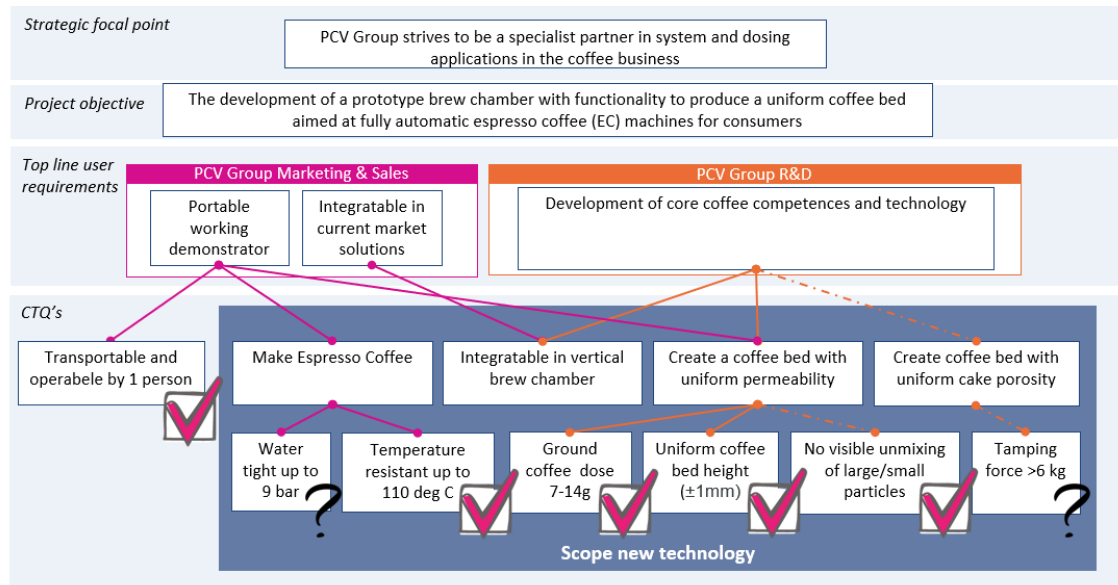 Strategic focal point
PCV Group strives to be a specialist partner in system and dosing
applications in the coffee business
Project objective
The development of a prototype brew chamber with functionality to produce a uniform coffee bed
aimed at fully automatic espresso coffee (EC) machines for consumers
Top line user
requirements
PCV Group Marketing & Sales
Portable
working
demonstrator
Integratable in
current market
solutions
PCV Group R&D
Development of core coffee competences and technology
CTQ's
Transportable and
operabele by 1 person
Make Espresso Coffee
Integratable in vertical
brew chamber
Create a coffee bed with
uniform permeability
Create coffee bed with
uniform cake porosity
Water
tight up to
9 bar
?
Temperature
resistant up to
110 deg C
Ground
coffee dose
7-14g
Uniform coffee
bed height
(±1mm)
No visible unmixing
of large/small
particles
Tamping
force >6 kg
?
Scope new technology